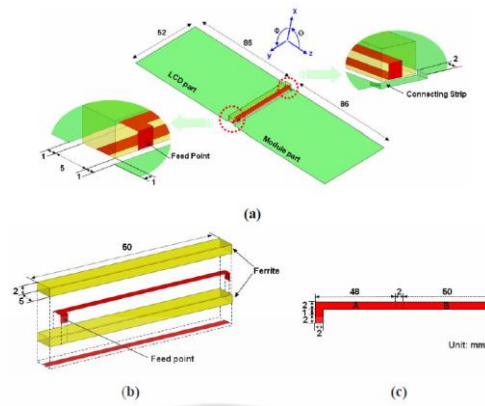 52
85
x
Φ
Θ
y
z
LCD part
86
2
Connecting Strip
Feed Point
Module part
1
5
1
1
(a)
50
2
5
Ferrite
Feed point
48
2
50
2
1
2
A
B
2
Unit: mm
(b)
(c)